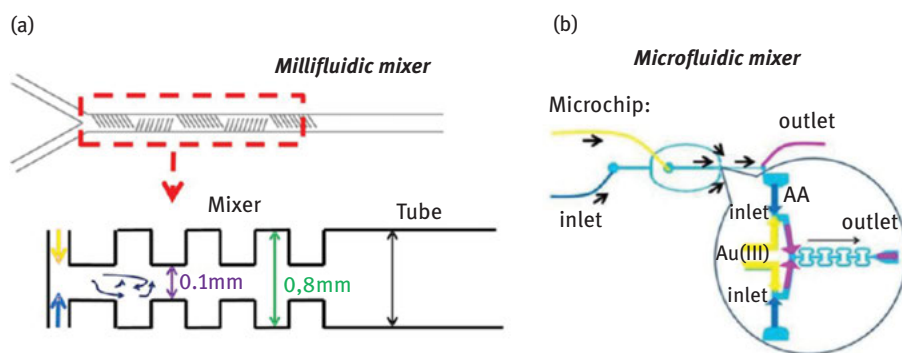 (a)
Millifluidic mixer
Mixer
Tube
0.1mm
0,8mm
(b)
Microfluidic mixer
Microchip:
outlet
inlet
AA
inlet
outlet
Au(III)
inlet